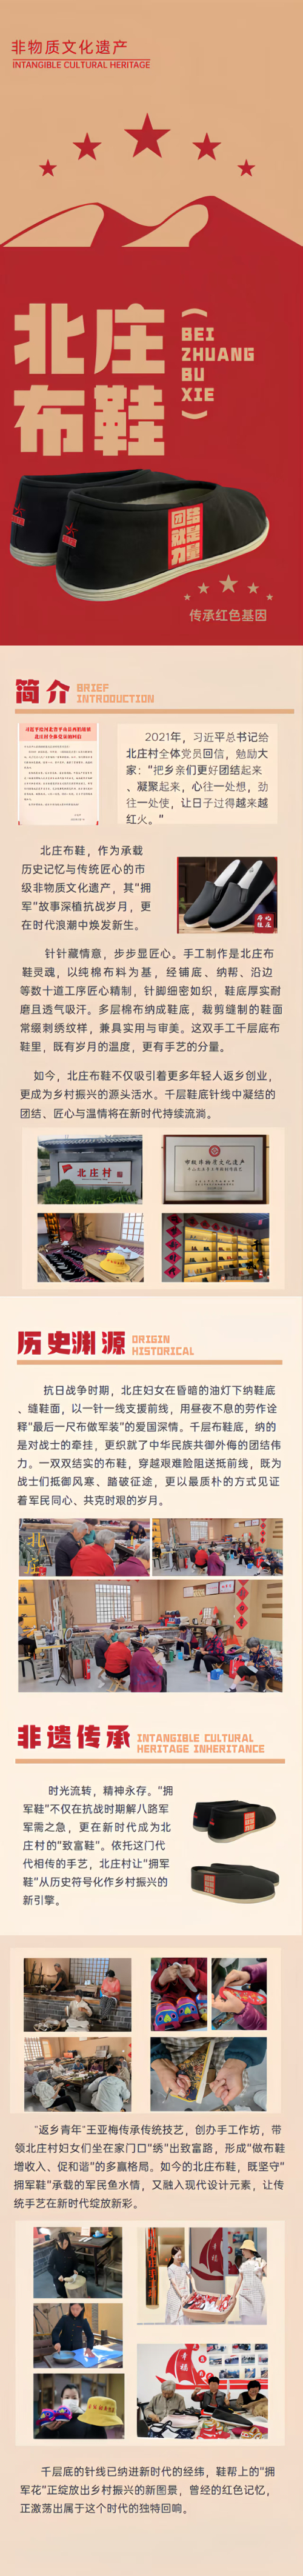 非物质文化遗产
INTANGIBLE CULTURAL HERITAGE
北庄
布鞋
(BEI
ZHUANG
BU
XIE)
团结
就是
力量
传承红色基因
简介
BRIEF
INTRODUCTION
2021年，习近平总书记给
北庄村全体党员回信，勉励大
家：“把乡亲们更好团结起来
、凝聚起来，心往一处想，劲
往一处使，让日子过得越来越
红火。”
北庄布鞋，作为承载
历史记忆与传统匠心的市
级非物质文化遗产，其“拥
军”故事深植抗战岁月，更
在时代浪潮中焕发新生。
针针藏情意，步步显匠心。手工制作是北庄布
鞋灵魂，以纯棉布料为基，经铺底、纳帮、沿边
等数十道工序匠心精制，针脚细密如织，鞋底厚实耐
磨且透气吸汗。多层棉布纳成鞋底，裁剪缝制的鞋面
常缀刺绣纹样，兼具实用与审美。这双手工千层底布
鞋里，既有岁月的温度，更有手艺的分量。
如今，北庄布鞋不仅吸引着更多年轻人返乡创业，
更成为乡村振兴的源头活水。千层鞋底针线中凝结的
团结、匠心与温情将在新时代持续流淌。
北庄村
历史渊源
ORIGIN
HISTORICAL
抗日战争时期，北庄妇女在昏暗的油灯下纳鞋底
、缝鞋面，以一针一线支援前线，用昼夜不息的劳作诠
释“最后一尺布做军装”的爱国深情。千层布鞋底，纳的
是对战士的牵挂，更织就了中华民族共御外侮的团结伟
力。一双双结实的布鞋，穿越艰难险阻送抵前线，既为
战士们抵御风寒、踏破征途，更以最质朴的方式见证
着军民同心、共克时艰的岁月。
北
庄
非遗传承
INTANGIBLE CULTURAL
HERITAGE INHERITANCE
时光流转，精神永存。“拥
军鞋”不仅在抗战时期解八路军
军需之急，更在新时代成为北
庄村的“致富鞋”。依托这门代
代相传的手艺，北庄村让“拥军
鞋”从历史符号化作乡村振兴的
新引擎。
“返乡青年”王亚梅传承传统技艺，创办手工作坊，带
领北庄村妇女们坐在家门口“绣”出致富路，形成“做布鞋
增收入、促和谐”的多赢格局。如今的北庄布鞋，既坚守“
拥军鞋”承载的军民鱼水情，又融入现代设计元素，让传
统手艺在新时代绽放新彩。
千层底的针线已纳进新时代的经纬，鞋帮上的“拥
军花”正绽放出乡村振兴的新图景，曾经的红色记忆，
正激荡出属于这个时代的独特回响。